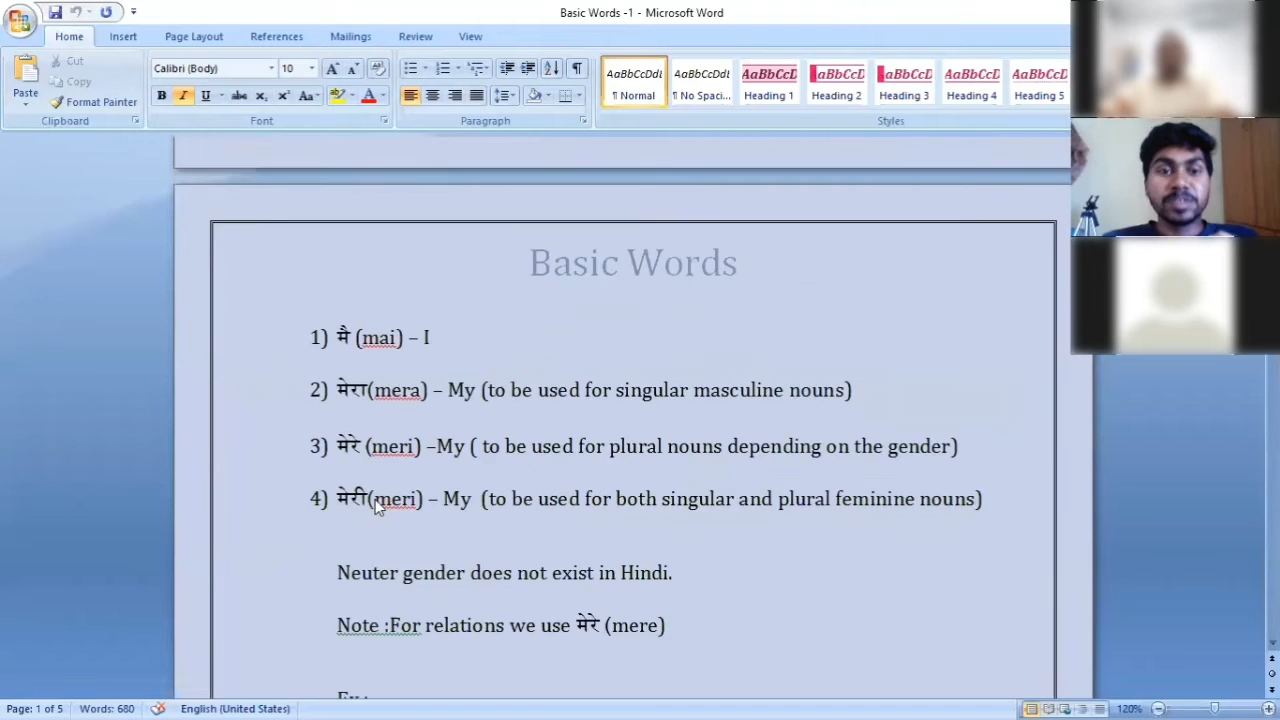 Basic Words -1 - Microsoft Word
Home Insert Page Layout References Mailings Review View
Cut
Copy
Format Painter
Paste
Clipboard
Calibri (Body) 10
Font
Paragraph
AaBbCcDdI AaBbCcDdI AaBbCcD AaBbCcD AaBbCcD AaBbCcD AaBbCcD
¶ Normal ¶ No Spaci... Heading 1 Heading 2 Heading 3 Heading 4 Heading 5
Styles
Basic Words
1) मै (mai) – I
2) मेरा(mera) – My (to be used for singular masculine nouns)
3) मेरे (meri) –My ( to be used for plural nouns depending on the gender)
4) मेरी(meri) – My (to be used for both singular and plural feminine nouns)
Neuter gender does not exist in Hindi.
Note :For relations we use मेरे (mere)
Page: 1 of 5 Words: 680 English (United States) 120%